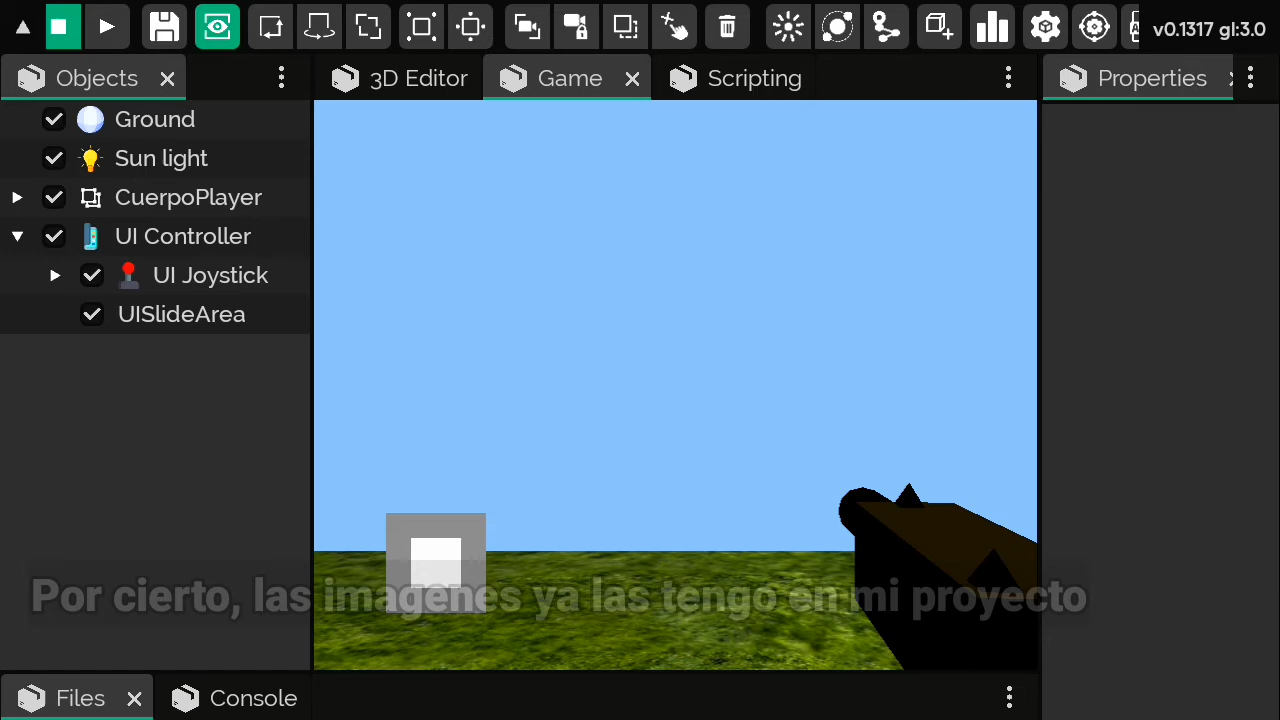 v0.1317 gl:3.0
Objects
3D Editor
Game
Scripting
Properties
Ground
Sun light
CuerpoPlayer
UI Controller
UI Joystick
UISlideArea
Por cierto, las imagenes ya las tengo en mi proyecto
Files
Console